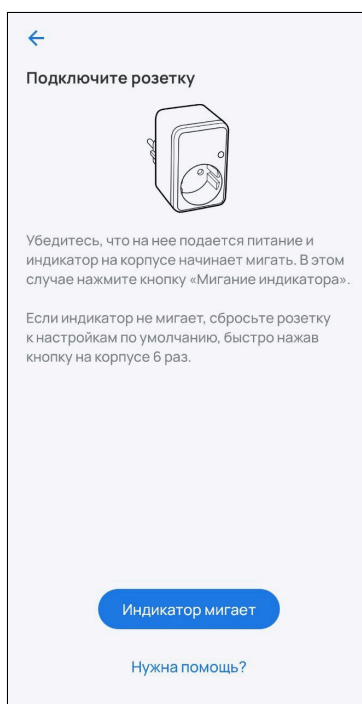 Подключите розетку
Убедитесь, что на нее подается питание и
индикатор на корпусе начинает мигать. В этом
случае нажмите кнопку «Мигание индикатора».
Если индикатор не мигает, сбросьте розетку
к настройкам по умолчанию, быстро нажав
кнопку на корпусе 6 раз.
Индикатор мигает
Нужна помощь?